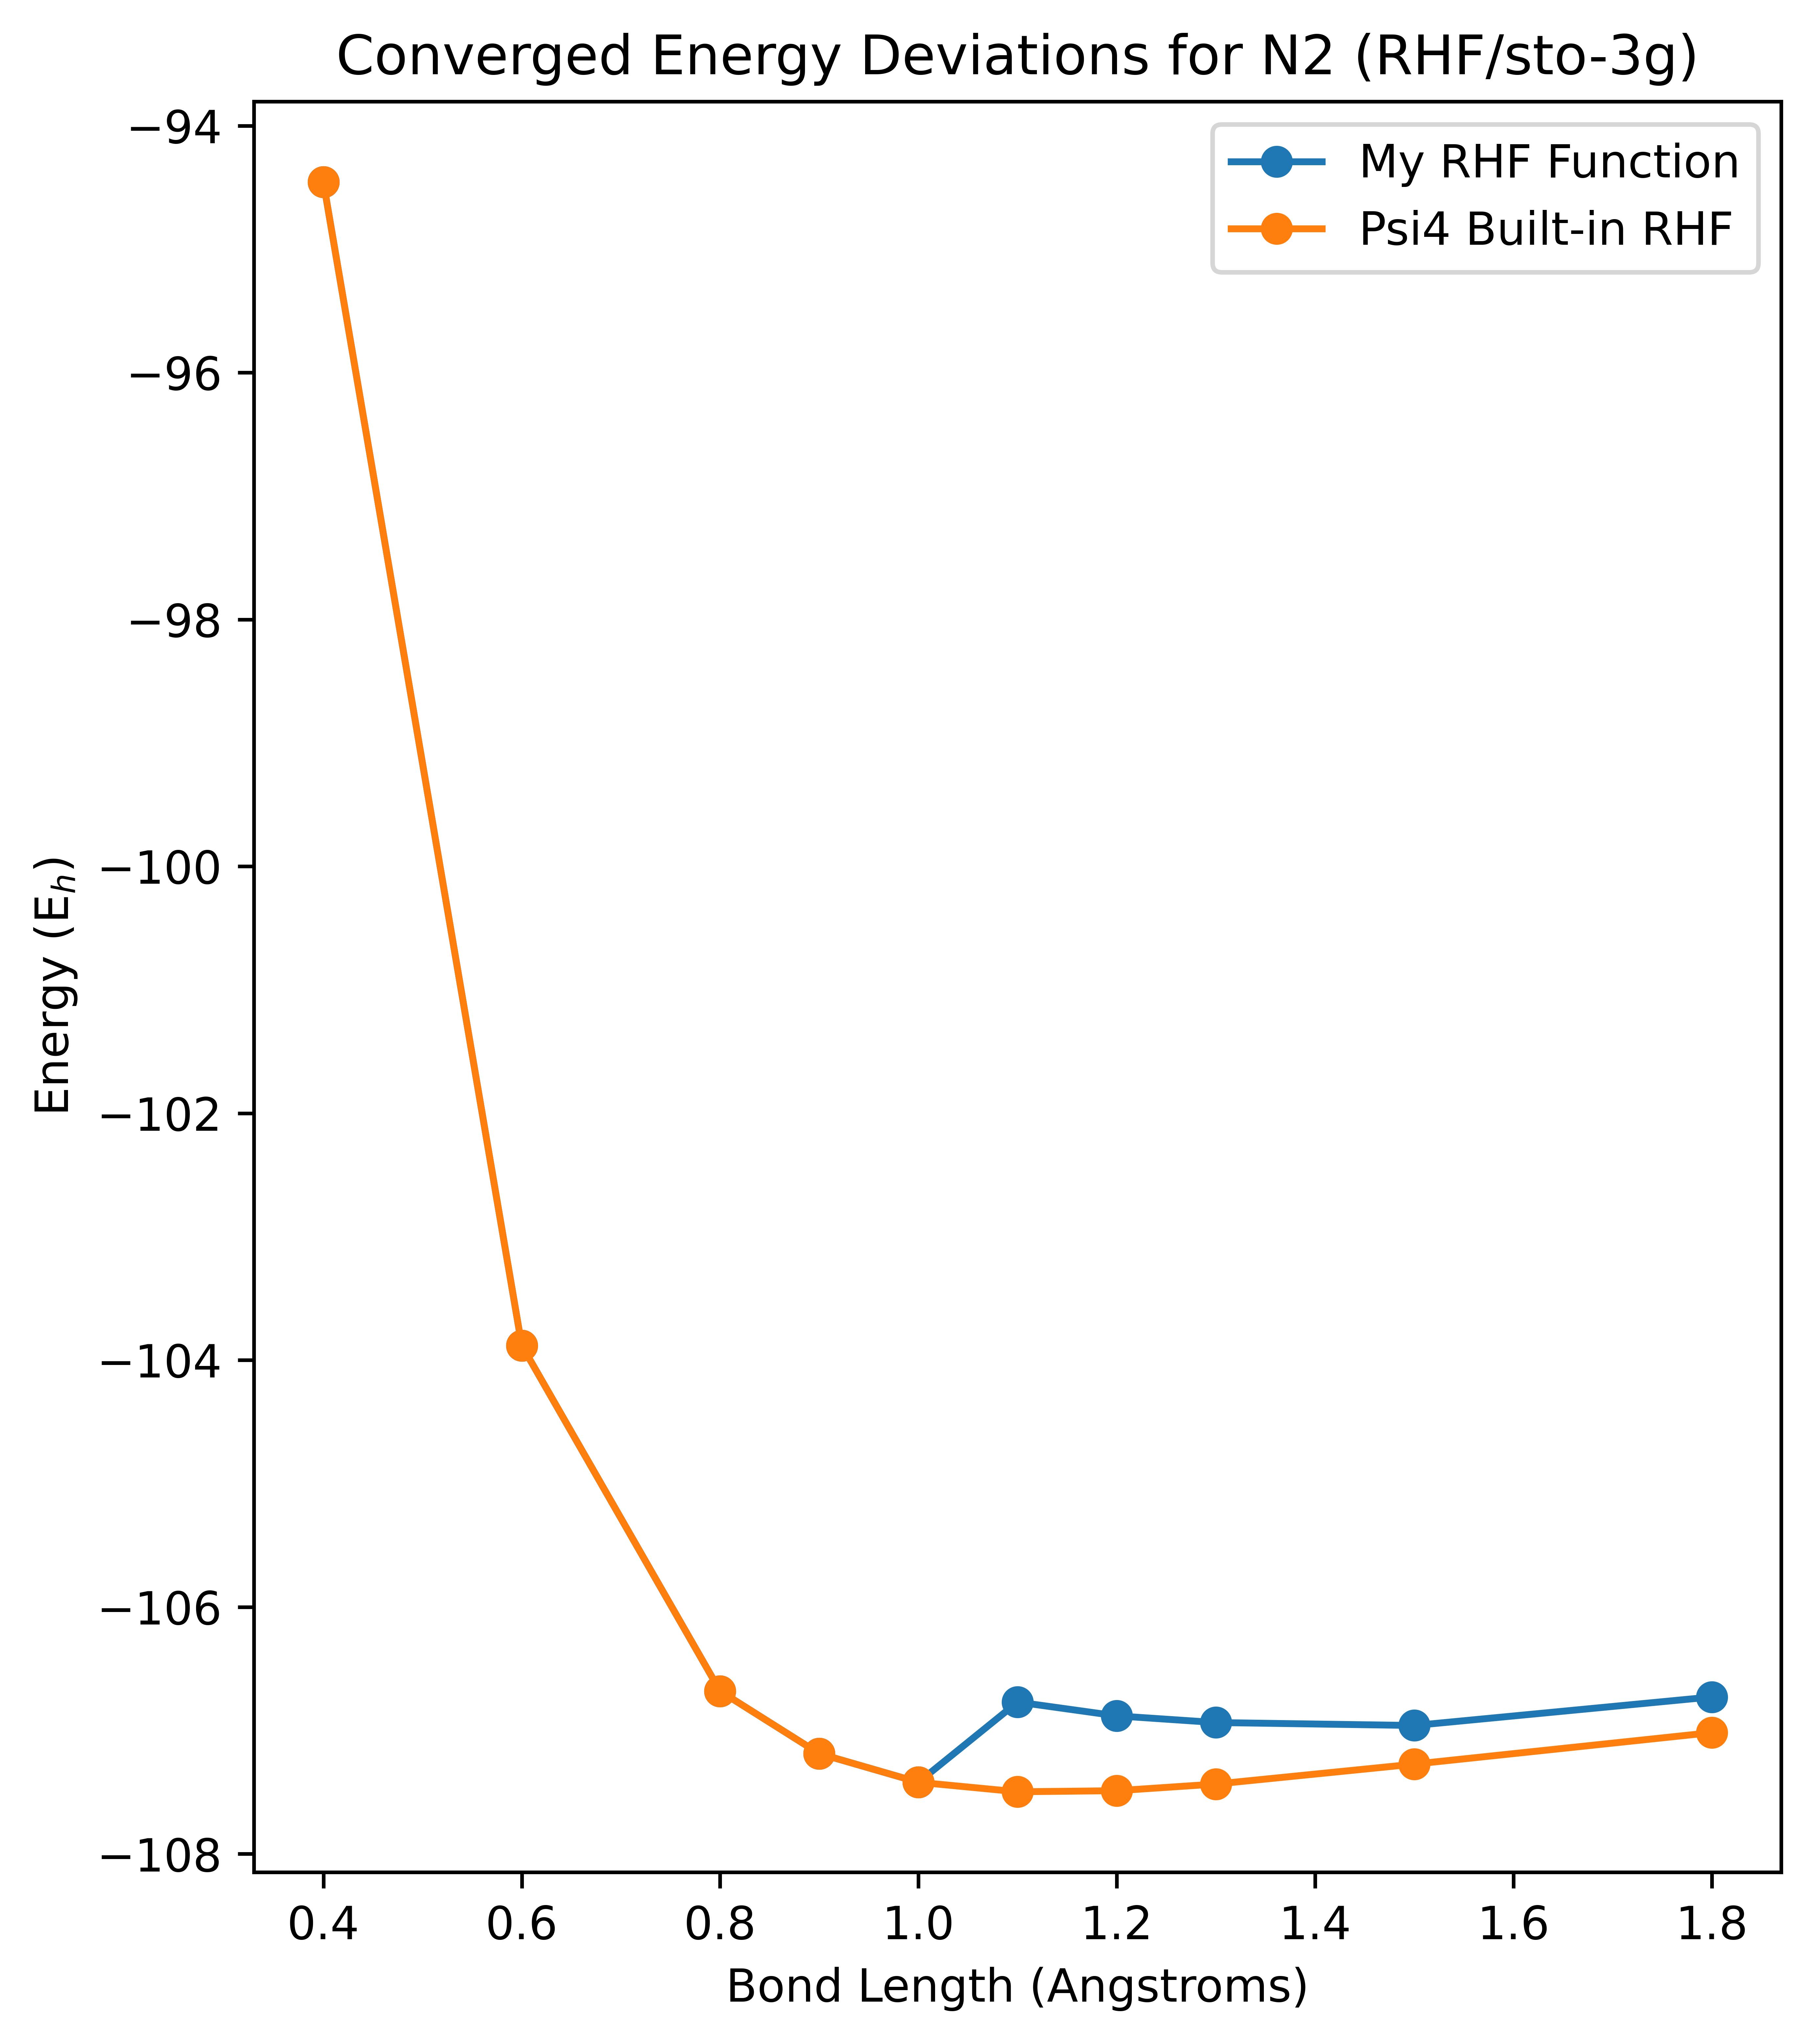 Converged Energy Deviations for N2 (RHF/sto-3g)
My RHF Function
Psi4 Built-in RHF
−94
−96
−98
−100
−102
−104
−106
−108
Energy (E_h)
0.4 0.6 0.8 1.0 1.2 1.4 1.6 1.8
Bond Length (Angstroms)